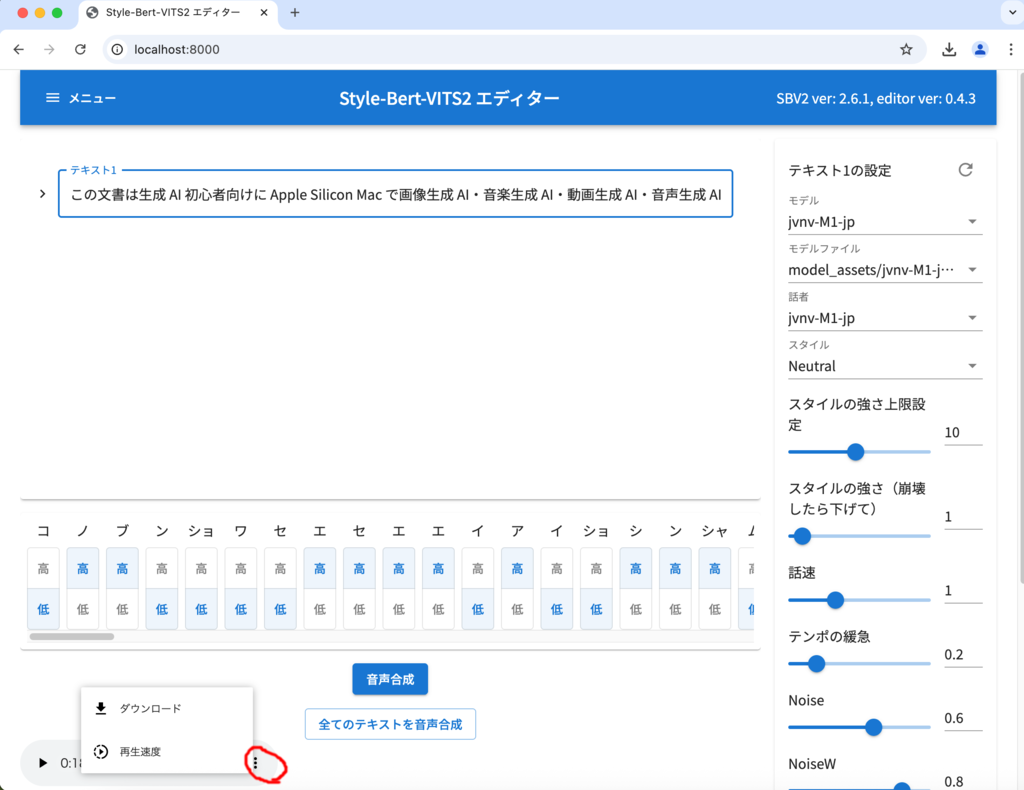 Style-Bert-VITS2 エディター
localhost:8000
メニュー
Style-Bert-VITS2 エディター
SBV2 ver: 2.6.1, editor ver: 0.4.3
テキスト1
この文書は生成 AI 初心者向けに Apple Silicon Mac で画像生成 AI・音楽生成 AI・動画生成 AI・音声生成 AI
テキスト1の設定
モデル
jvnv-M1-jp
モデルファイル
model_assets/jvnv-M1-j…
話者
jvnv-M1-jp
スタイル
Neutral
スタイルの強さ上限設
定
10
スタイルの強さ（崩壊
したら下げて）
1
話速
1
テンポの緩急
0.2
Noise
0.6
NoiseW
0.8
コ ノ ブ ン ショ ワ セ エ セ エ エ イ ア イ ショ シ ン シャ ム
高 高 高 高 高 高 高 高 高 高 高 高 高 高 高 高 高 高 高
低 低 低 低 低 低 低 低 低 低 低 低 低 低 低 低 低 低 低
音声合成
全てのテキストを音声合成
ダウンロード
再生速度